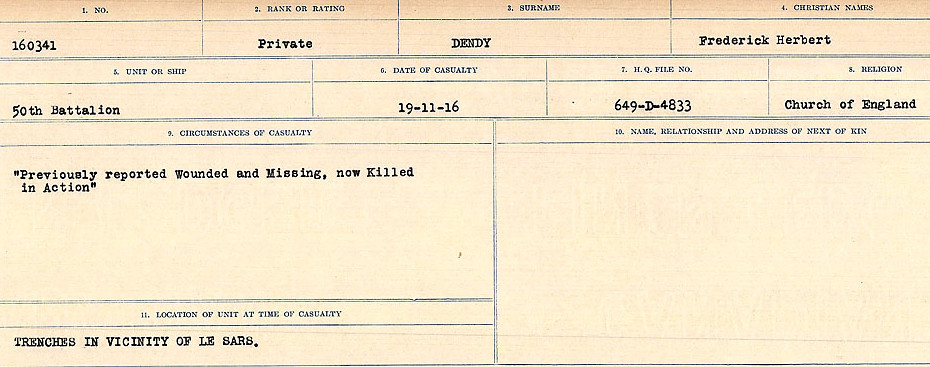 1. NO.
2. RANK OR RATING
3. SURNAME
4. CHRISTIAN NAMES
160341
Private
DENDY
Frederick Herbert
5. UNIT OR SHIP
6. DATE OF CASUALTY
7. H.Q. FILE NO.
8. RELIGION
50th Battalion
19-11-16
649-D-4833
Church of England
9. CIRCUMSTANCES OF CASUALTY
"Previously reported Wounded and Missing, now Killed
in Action"
10. NAME, RELATIONSHIP AND ADDRESS OF NEXT OF KIN
11. LOCATION OF UNIT AT TIME OF CASUALTY
TRENCHES IN VICINITY OF LE SARS.